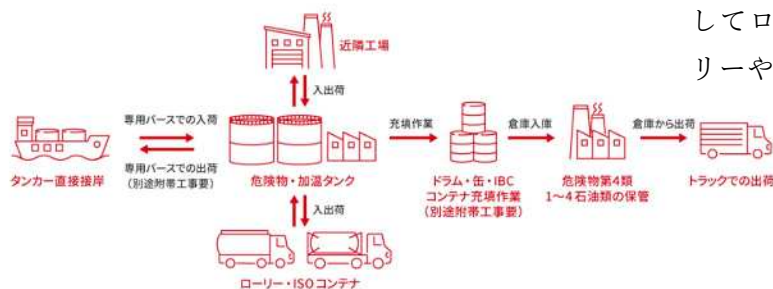 してロ
リーや
近隣工場
入出荷
専用バースでの入荷
専用バースでの出荷
(別途附帯工事要)
タンカー直接接岸
危険物・加温タンク
充填作業
ドラム・缶・IBC
コンテナ充填作業
(別途附帯工事要)
倉庫入庫
危険物第4類
1~4石油類の保管
倉庫から出荷
トラックでの出荷
入出荷
ローリー・ISOコンテナ